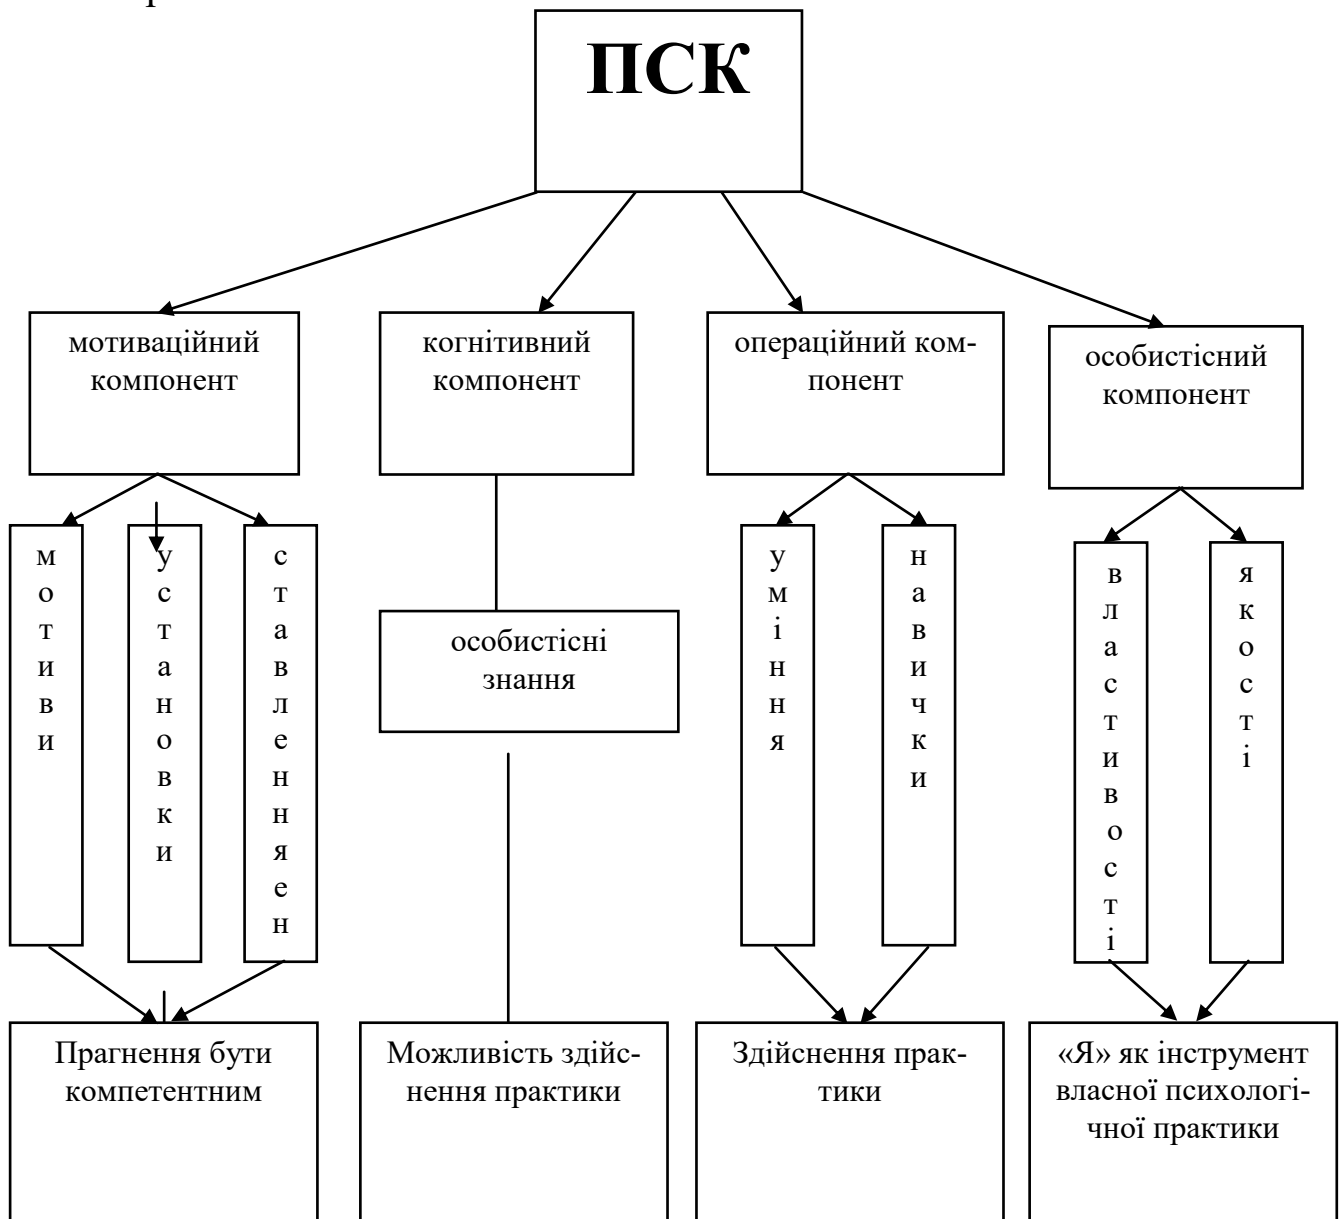 ПСК
мотиваційний
компонент
когнітивний
компонент
операційний ком-
понент
особистісний
компонент
мотиви
установки
ставленняен
особистісні
знання
уміння
навички
властивості
якості
Прагнення бути
компетентним
Можливість здійс-
нення практики
Здійснення прак-
тики
«Я» як інструмент
власної психологі-
чної практики